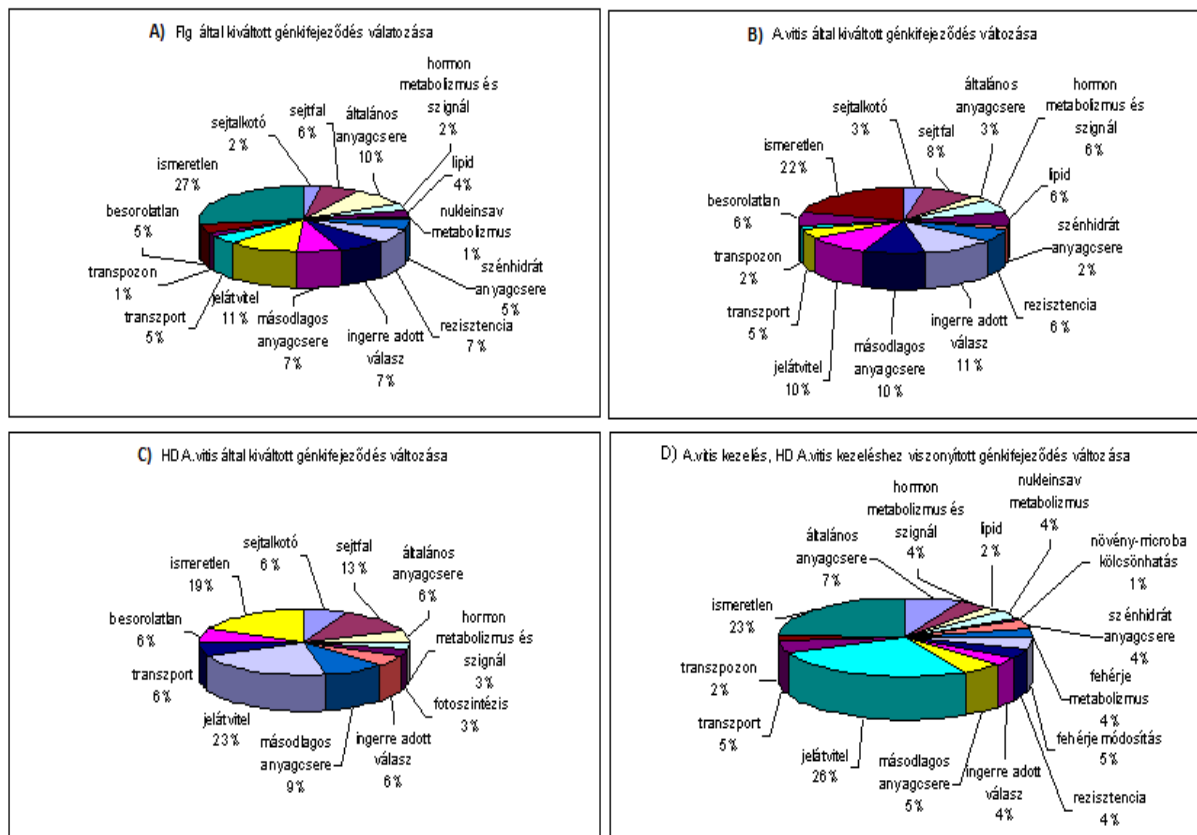 A) Flg által kiváltott génkifejeződés válatozása
hormon
metabolizmus és
szignál
2%
általános
anyagcsere
10%
sejtfal
6%
sejtalkotó
2%
lipid
4%
ismeretlen
27%
nukleinsav
metabolizmus
1%
besorolatlan
5%
szénhidrát
anyagcsere
5%
transzpozon
1%
transzport
5%
jelátvitel
11%
másodlagos
anyagcsere
7%
ingerre adott
válasz
7%
rezisztencia
7%
B) A.vitis által kiváltott génkifejeződés változása
hormon
metabolizmus és
szignál
6%
általános
anyagcsere
3%
sejtfal
8%
sejtalkotó
3%
ismeretlen
22%
lipid
6%
besorolatlan
6%
szénhidrát
anyagcsere
2%
transzpozon
2%
transzport
5%
rezisztencia
6%
jelátvitel
10%
másodlagos
anyagcsere
10%
ingerre adott
válasz
11%
C) HD A.vitis által kiváltott génkifejeződés változása
sejtalkotó
6%
sejtfal
13%
általános
anyagcsere
6%
ismeretlen
19%
besorolatlan
6%
hormon
metabolizmus és
szignál
3%
transzport
6%
fotoszintézis
3%
jelátvitel
23%
másodlagos
anyagcsere
9%
ingerre adott
válasz
6%
D) A.vitis kezelés, HD A.vitis kezeléshez viszonyított génkifejeződés változása
hormon
metabolizmus és
szignál
4%
nukleinsav
metabolizmus
4%
lipid
2%
általános
anyagcsere
7%
növény-microba
kölcsönhatás
1%
ismeretlen
23%
szénhidrát
anyagcsere
4%
transzpozon
2%
fehérje
metabolizmus
4%
transzport
5%
fehérje módosítás
5%
jelátvitel
26%
másodlagos
anyagcsere
5%
ingerre adott
válasz
4%
rezisztencia
4%